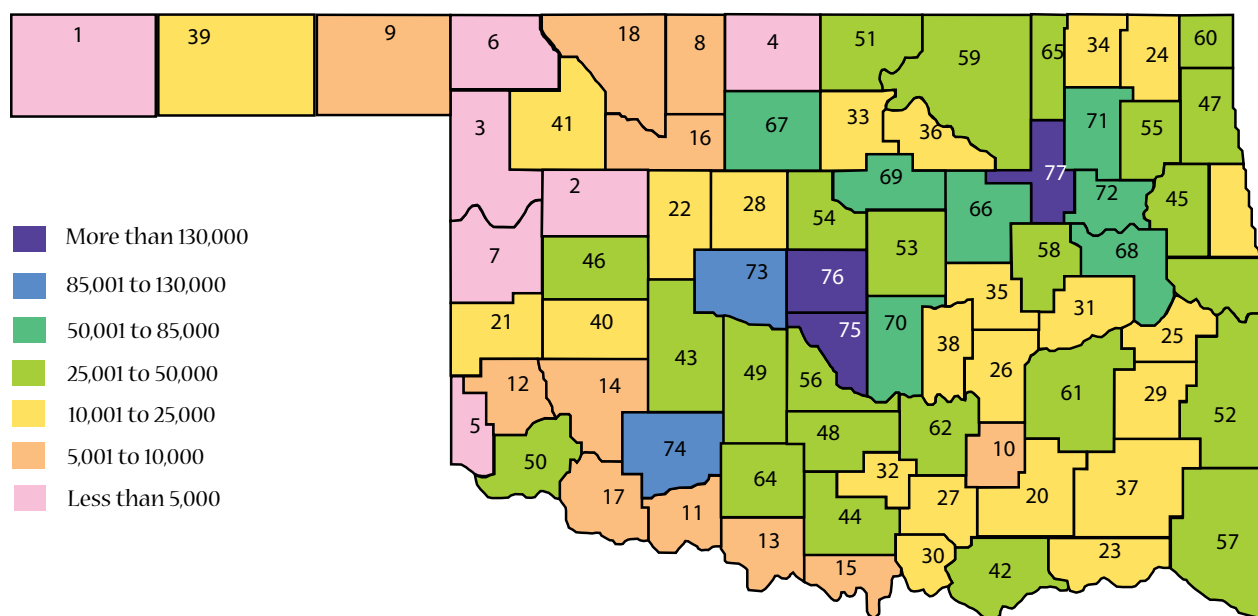 1 39 9 6 18 8 4 51 59 65 34 24 60
3 41 16 67 33 36 71 55 47
2 22 28 54 69 66 77 72 45
7 46 73 76 53 58 68
21 40 43 49 75 70 38 35 31 25
12 14 56 26 61 29 52
5 50 74 48 62 10
17 11 64 32 44 27 20 37 57
13 15 30 42 23
More than 130,000
85,001 to 130,000
50,001 to 85,000
25,001 to 50,000
10,001 to 25,000
5,001 to 10,000
Less than 5,000